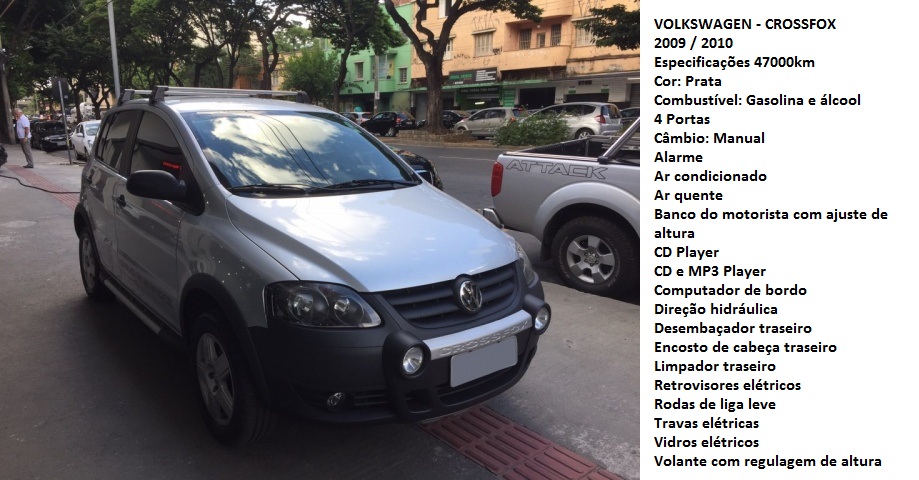 VOLKSWAGEN - CROSSFOX
2009 / 2010
Especificações 47000km
Cor: Prata
Combustível: Gasolina e álcool
4 Portas
Câmbio: Manual
Alarme
Ar condicionado
Ar quente
Banco do motorista com ajuste de
altura
CD Player
CD e MP3 Player
Computador de bordo
Direção hidráulica
Desembaçador traseiro
Encosto de cabeça traseiro
Limpador traseiro
Retrovisores elétricos
Rodas de liga leve
Travas elétricas
Vidros elétricos
Volante com regulagem de altura
ATTACK